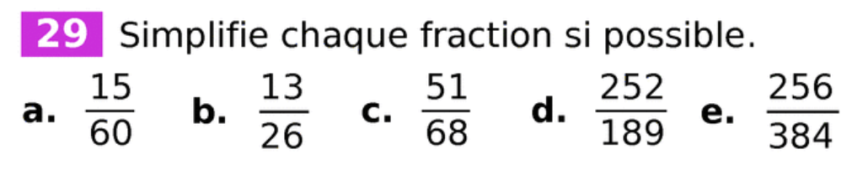 29 Simplifie chaque fraction si possible.
a. 15/60 b. 13/26 c. 51/68 d. 252/189 e. 256/384